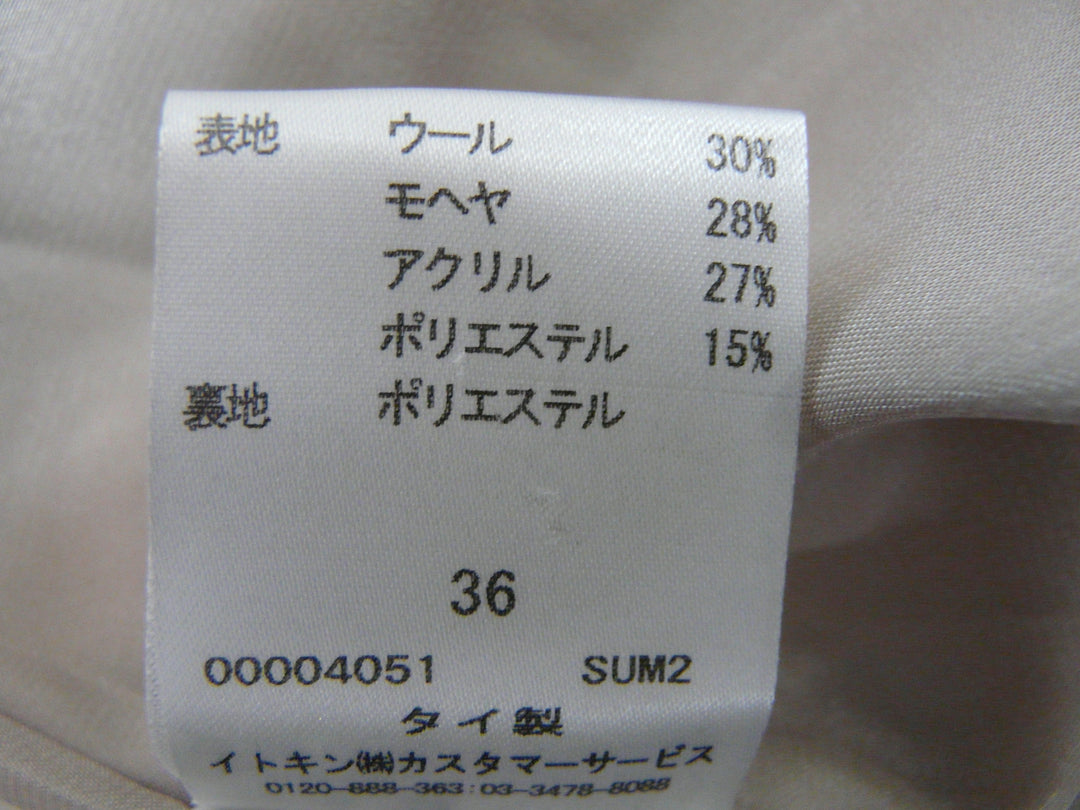 表地 ウール 30%
モヘヤ 28%
アクリル 27%
ポリエステル 15%
裏地 ポリエステル
36
00004051 SUM2
タイ製
イトキン㈱カスタマーサービス
0120-888-363:03-3478-8088